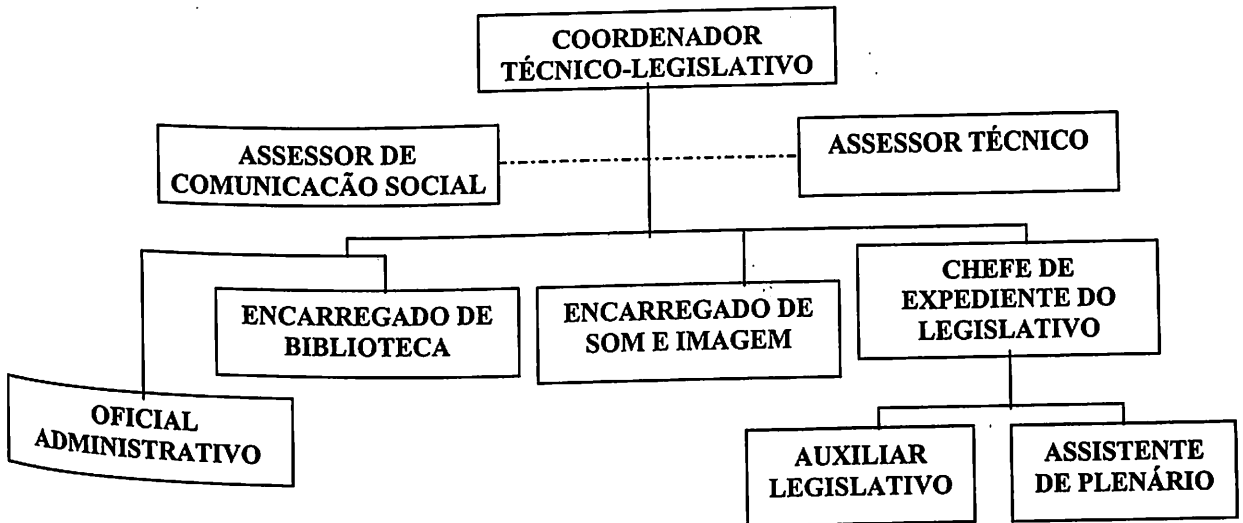 COORDENADOR
TÉCNICO-LEGISLATIVO
ASSESSOR DE
COMUNICACÃO SOCIAL
ASSESSOR TÉCNICO
ENCARREGADO DE
BIBLIOTECA
ENCARREGADO DE
SOM E IMAGEM
CHEFE DE
EXPEDIENTE DO
LEGISLATIVO
OFICIAL
ADMINISTRATIVO
AUXILIAR
LEGISLATIVO
ASSISTENTE
DE PLENÁRIO